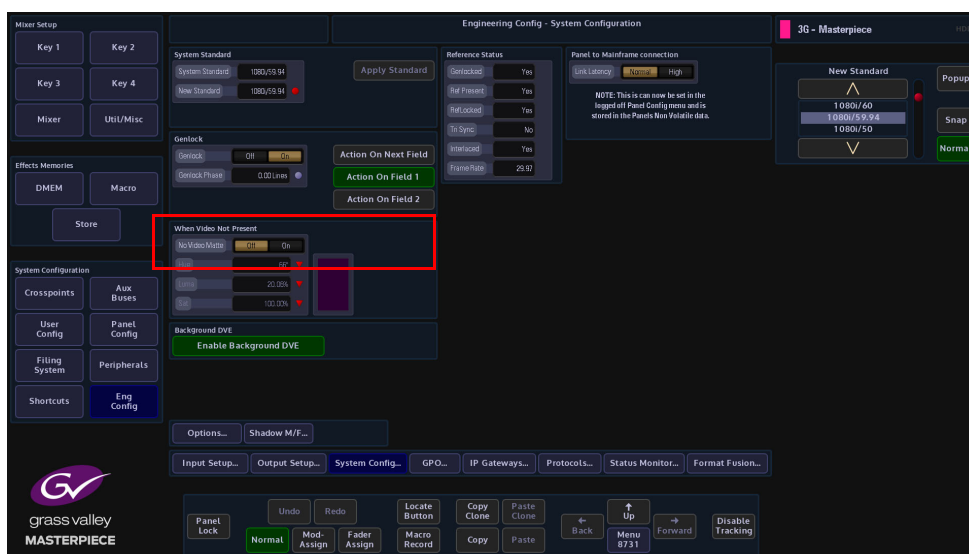 Mixer Setup
Key 1
Key 2
Key 3
Key 4
Mixer
Util/Misc
Effects Memories
DMEM
Macro
Store
System Configuration
Crosspoints
Aux
Buses
User
Config
Panel
Config
Filing
System
Peripherals
Shortcuts
Eng
Config
grass valley
MASTERPIECE
Engineering Config - System Configuration
System Standard
System Standard 1080i/59.94
New Standard 1080i/59.94
Apply Standard
Genlock
Genlock Off On
Genlock Phase 0.00 Lines
Action On Next Field
Action On Field 1
Action On Field 2
When Video Not Present
No Video Matte Off On
Hue 66°
Luma 20.08%
Sat 100.00%
Background DVE
Enable Background DVE
Reference Status
Genlocked Yes
Ref Present Yes
RefLocked Yes
Tri Sync No
Interlaced Yes
Frame Rate 29.97
Panel to Mainframe connection
Link Latency Normal High
NOTE: This is can now be set in the
logged off Panel Config menu and is
stored in the Panels Non Volatile data.
3G - Masterpiece
New Standard
1080i/60
1080i/59.94
1080i/50
Popup
Snap
Norma
Options...
Shadow M/F...
Input Setup...
Output Setup...
System Config...
GPO...
IP Gateways...
Protocols...
Status Monitor...
Format Fusion...
Panel
Lock
Undo
Redo
Normal
Mod-
Assign
Fader
Assign
Locate
Button
Macro
Record
Copy
Clone
Paste
Clone
Copy
Paste
← 
Back
↑
Up
Menu
8731
→
Forward
Disable
Tracking